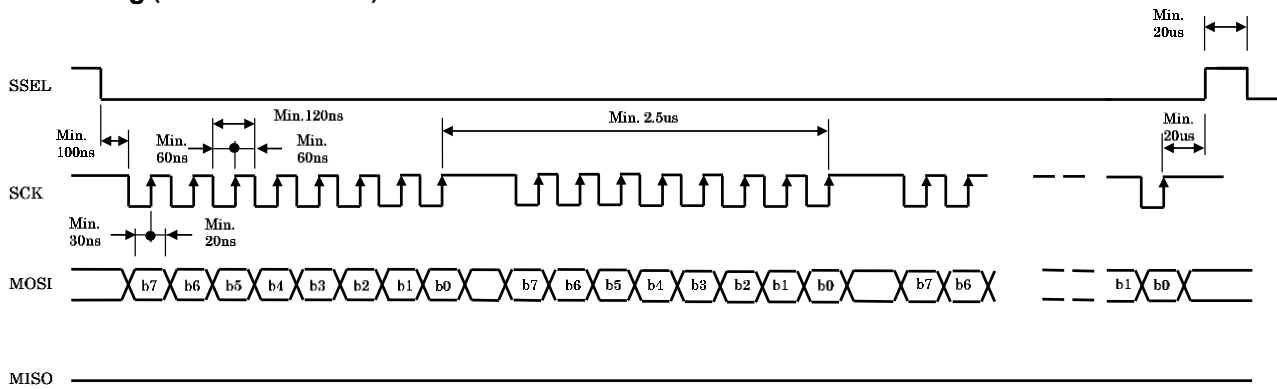 Min.
20us
SSEL
Min.120ns
Min. 2.5us
Min.
100ns
Min.
60ns
Min.
60ns
Min.
20us
SCK
Min.
30ns
Min.
20ns
MOSI
b7 b6 b5 b4 b3 b2 b1 b0 b7 b6 b5 b4 b3 b2 b1 b0 b7 b6 b1 b0
MISO